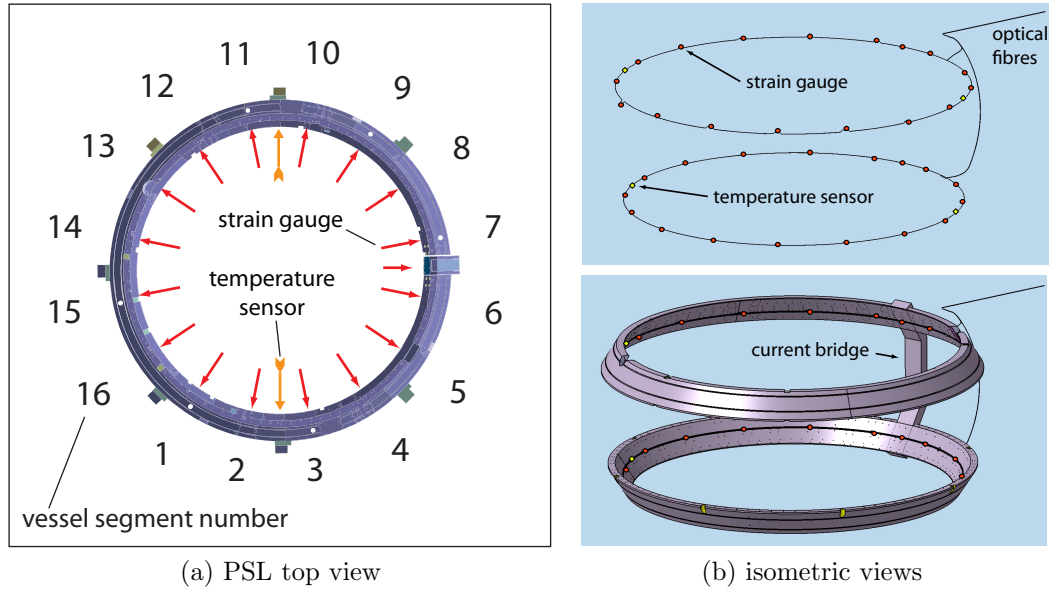 11
10
12
9
13
8
14
7
15
6
16
5
1
2
3
4
strain gauge
temperature
sensor
vessel segment number
(a) PSL top view
optical
fibres
strain gauge
temperature sensor
current bridge
(b) isometric views